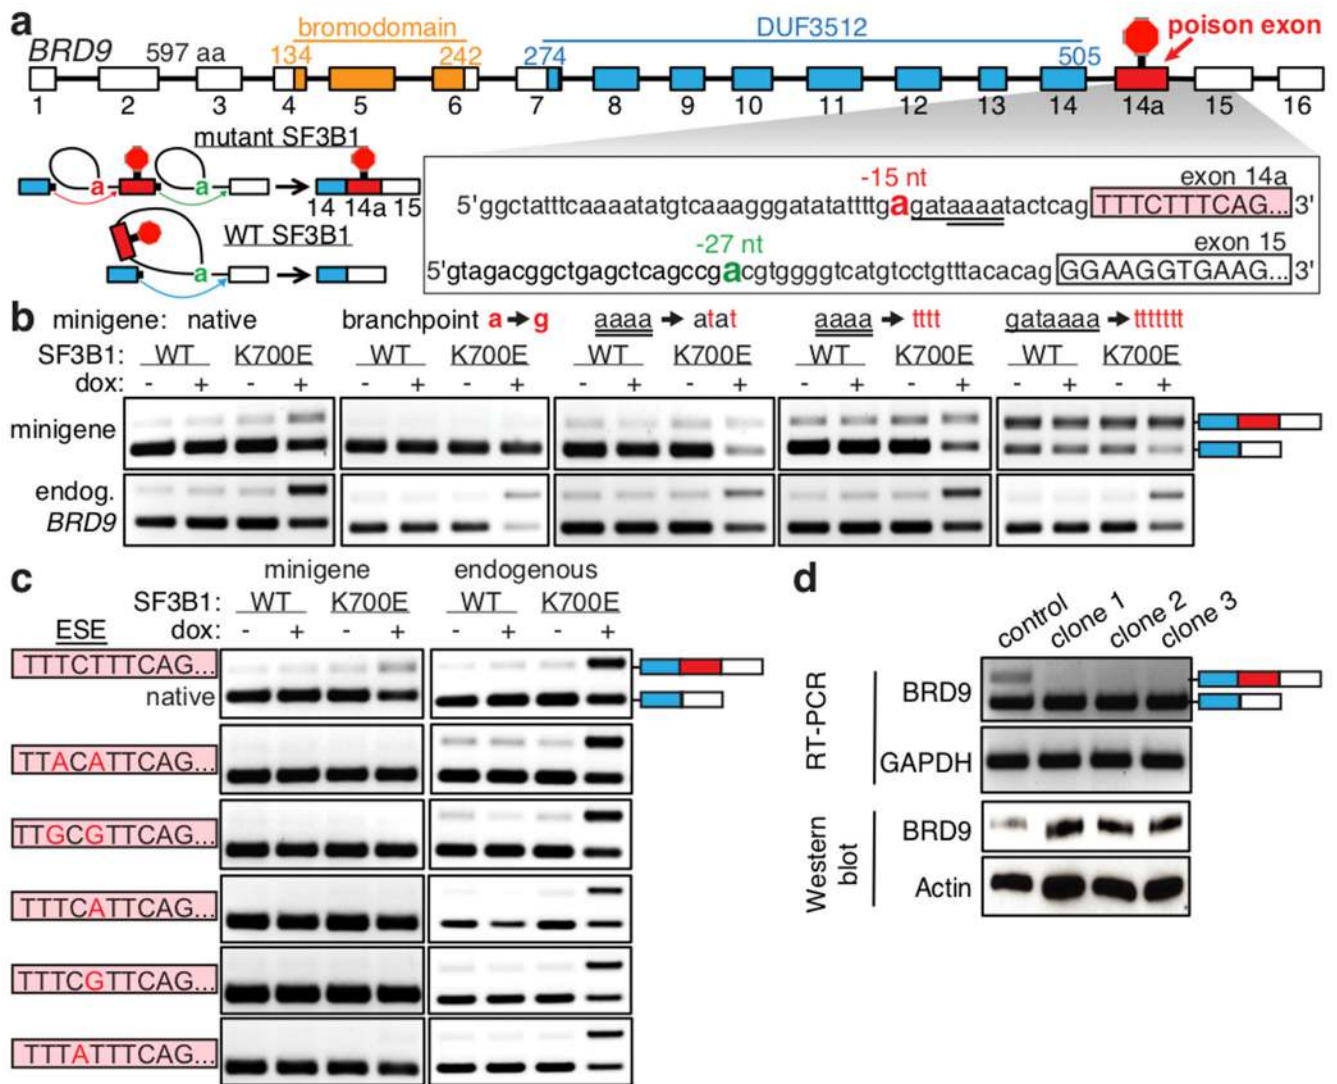 a
bromodomain
DUF3512
poison exon
BRD9 597 aa
134
242
274
505
1 2 3 4 5 6 7 8 9 10 11 12 13 14 14a 15 16
mutant SF3B1
a
a
14 14a 15
WT SF3B1
a
-15 nt
exon 14a
5'ggctatttcaaaatatgtcaaagggatatattttgagataaaatactcag TTTCTTTCAG... 3'
-27 nt
exon 15
5'gtagacggctgagctcagccgacgtggggtcatgtcctgtttacacag GGAAGGTGAAG... 3'
b
minigene: native
branchpoint a → g
aaaa → atat
aaaa → tttt
gataaaa → ttttttt
SF3B1: WT K700E WT K700E WT K700E WT K700E WT K700E
dox: - + - + - + - + - + - + - + - + - + - +
minigene
endog.
BRD9
c
minigene
endogenous
SF3B1: WT K700E WT K700E
ESE
dox: - + - + - + - +
TTTCTTTCAG...
native
TTACATTCAG...
TTGCGTTCAG...
TTTCATTCAG...
TTTCGTTCAG...
TTTATTTCAG...
d
control
clone 1
clone 2
clone 3
RT-PCR
BRD9
GAPDH
Western
blot
BRD9
Actin